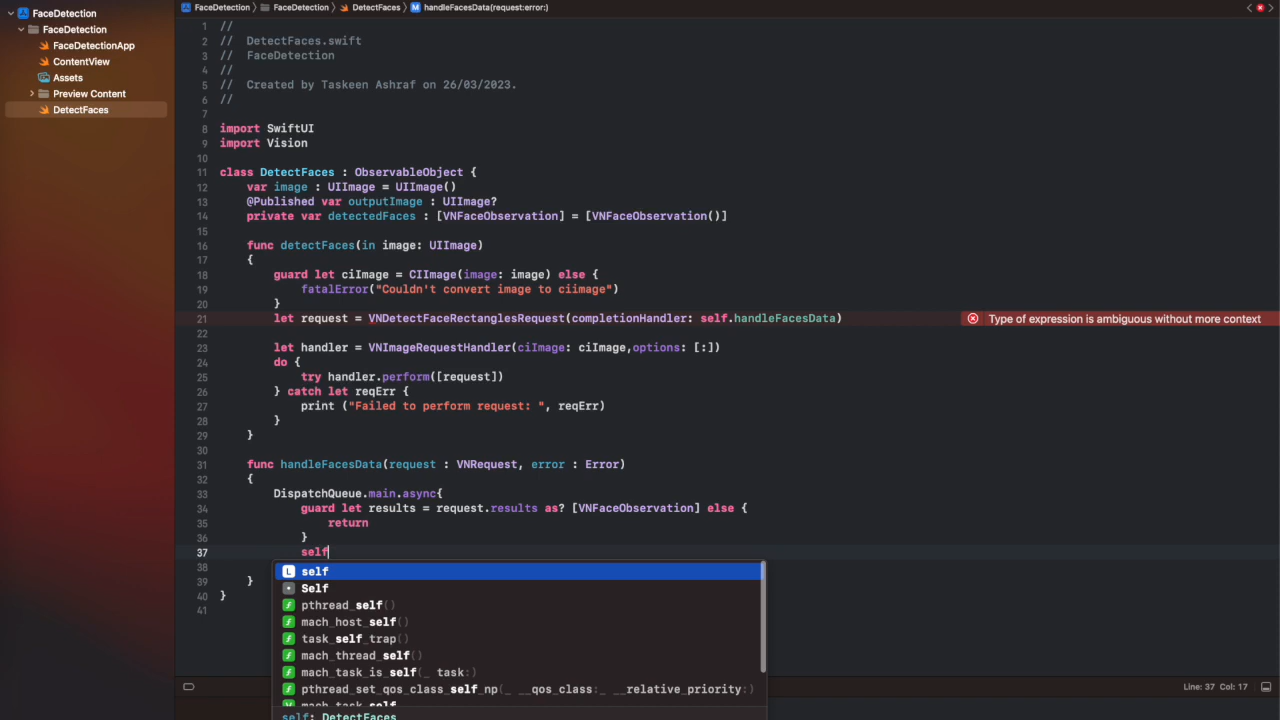 FaceDetection
FaceDetection
FaceDetectionApp
ContentView
Assets
Preview Content
DetectFaces
FaceDetection FaceDetection DetectFaces M handleFacesData(request:error:)
1 //
2 // DetectFaces.swift
3 // FaceDetection
4 //
5 // Created by Taskeen Ashraf on 26/03/2023.
6 //
7
8 import SwiftUI
9 import Vision
10
11 class DetectFaces : ObservableObject {
12 var image : UIImage = UIImage()
13 @Published var outputImage : UIImage?
14 private var detectedFaces : [VNFaceObservation] = [VNFaceObservation()]
15
16 func detectFaces(in image: UIImage)
17 {
18 guard let ciImage = CIImage(image: image) else {
19 fatalError("Couldn't convert image to ciimage")
20 }
21 let request = VNDetectFaceRectanglesRequest(completionHandler: self.handleFacesData) Type of expression is ambiguous without more context
22
23 let handler = VNImageRequestHandler(ciImage: ciImage,options: [:])
24 do {
25 try handler.perform([request])
26 } catch let reqErr {
27 print ("Failed to perform request: ", reqErr)
28 }
29 }
30
31 func handleFacesData(request : VNRequest, error : Error)
32 {
33 DispatchQueue.main.async{
34 guard let results = request.results as? [VNFaceObservation] else {
35 return
36 }
37 self
38
39 }
40 }
41
L self
Self
f pthread_self()
f mach_host_self()
f task_self_trap()
f mach_thread_self()
f mach_task_is_self(_ task:)
f pthread_set_qos_class_self_np(_ __qos_class:_ __relative_priority:)
V mach_task_self_
self: DetectFaces
Line: 37 Col: 17